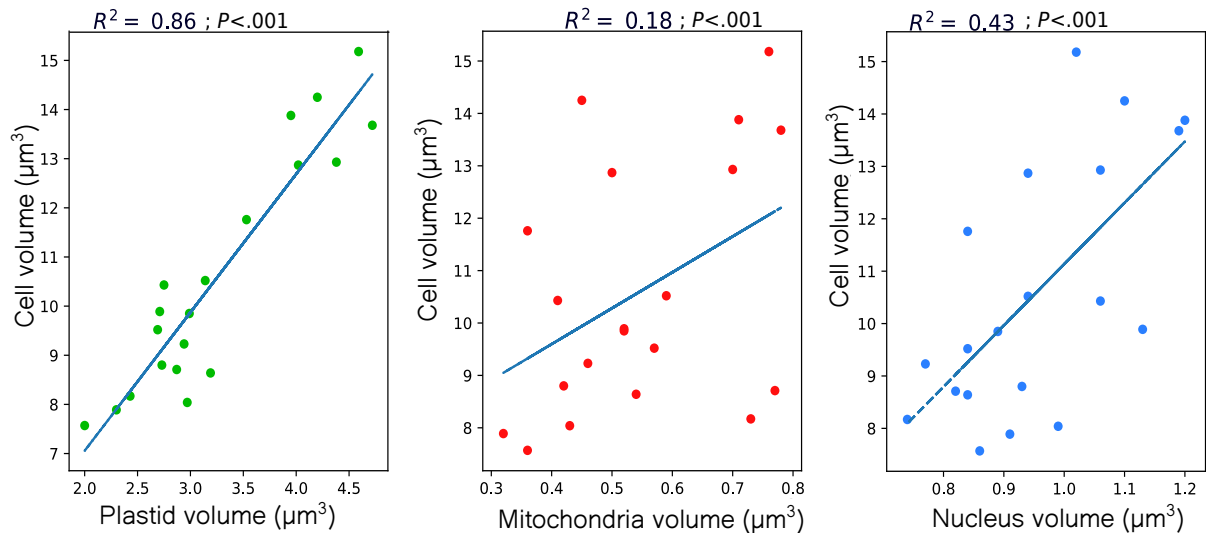 R² = 0.86 ; P<.001
Cell volume (μm³)
15
14
13
12
11
10
9
8
7
2.0 2.5 3.0 3.5 4.0 4.5
Plastid volume (μm³)
R² = 0.18 ; P<.001
Cell volume (μm³)
15
14
13
12
11
10
9
8
0.3 0.4 0.5 0.6 0.7 0.8
Mitochondria volume (μm³)
R² = 0.43 ; P<.001
Cell volume (μm³)
15
14
13
12
11
10
9
8
0.8 0.9 1.0 1.1 1.2
Nucleus volume (μm³)